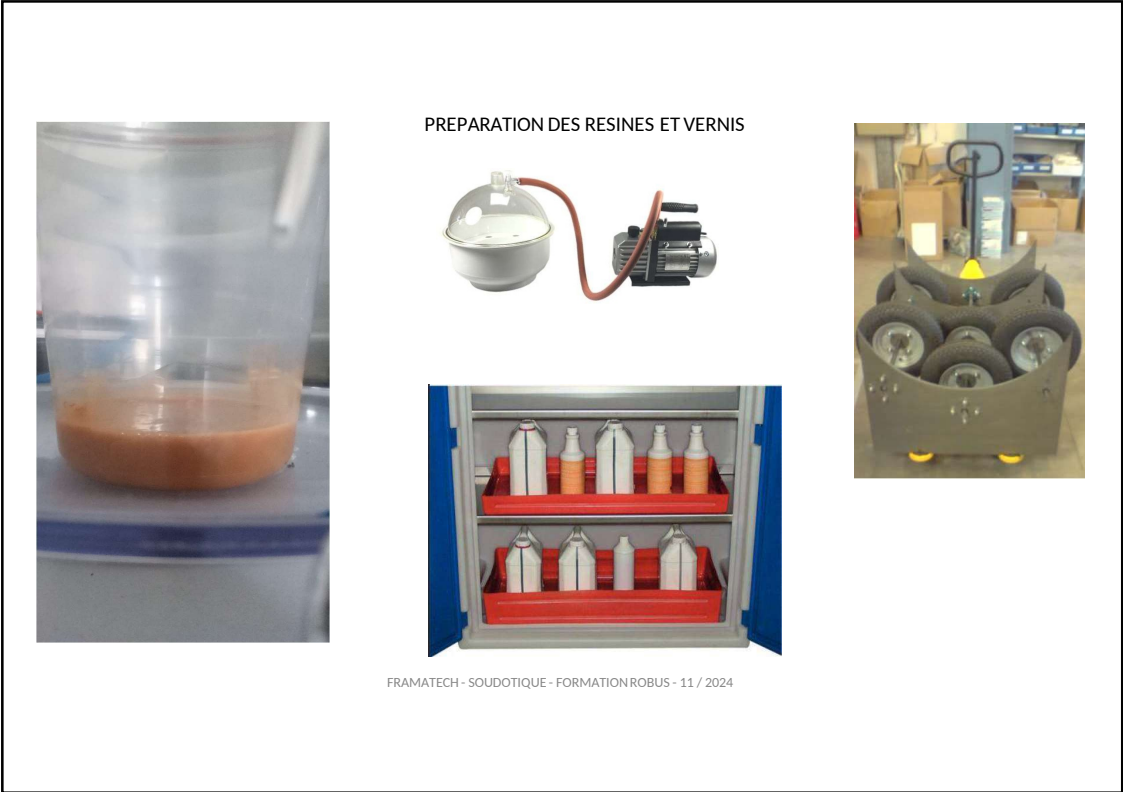 PREPARATION DES RESINES ET VERNIS
FRAMATECH - SOUDOTIQUE - FORMATION ROBUS - 11 / 2024